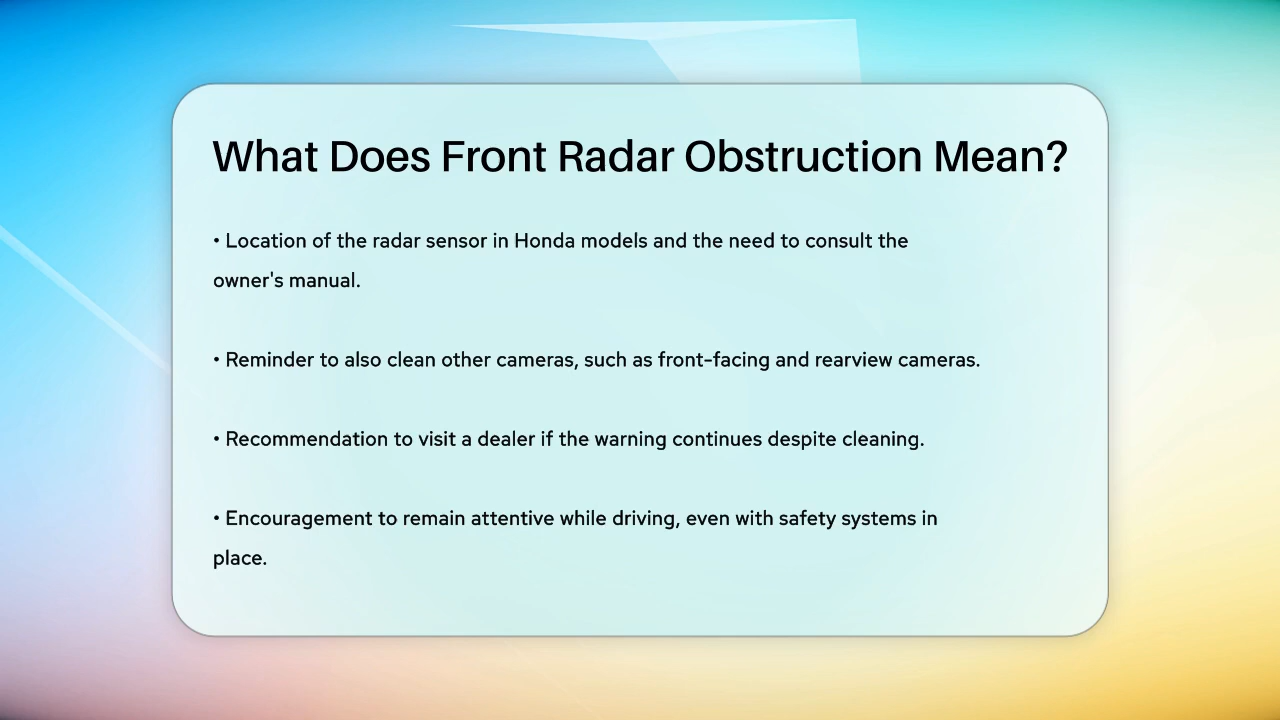 What Does Front Radar Obstruction Mean?
• Location of the radar sensor in Honda models and the need to consult the
owner's manual.
• Reminder to also clean other cameras, such as front-facing and rearview cameras.
• Recommendation to visit a dealer if the warning continues despite cleaning.
• Encouragement to remain attentive while driving, even with safety systems in
place.